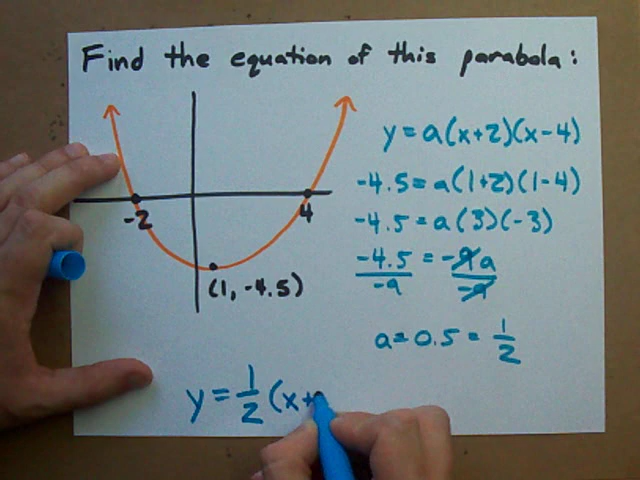 Find the equation of this parabola:
y=a(x+2)(x-4)
-4.5=a(1+2)(1-4)
-4.5=a(3)(-3)
-4.5 = -9a
-9 -9
a=0.5=1/2
-2
4
(1,-4.5)
y=1/2(x+